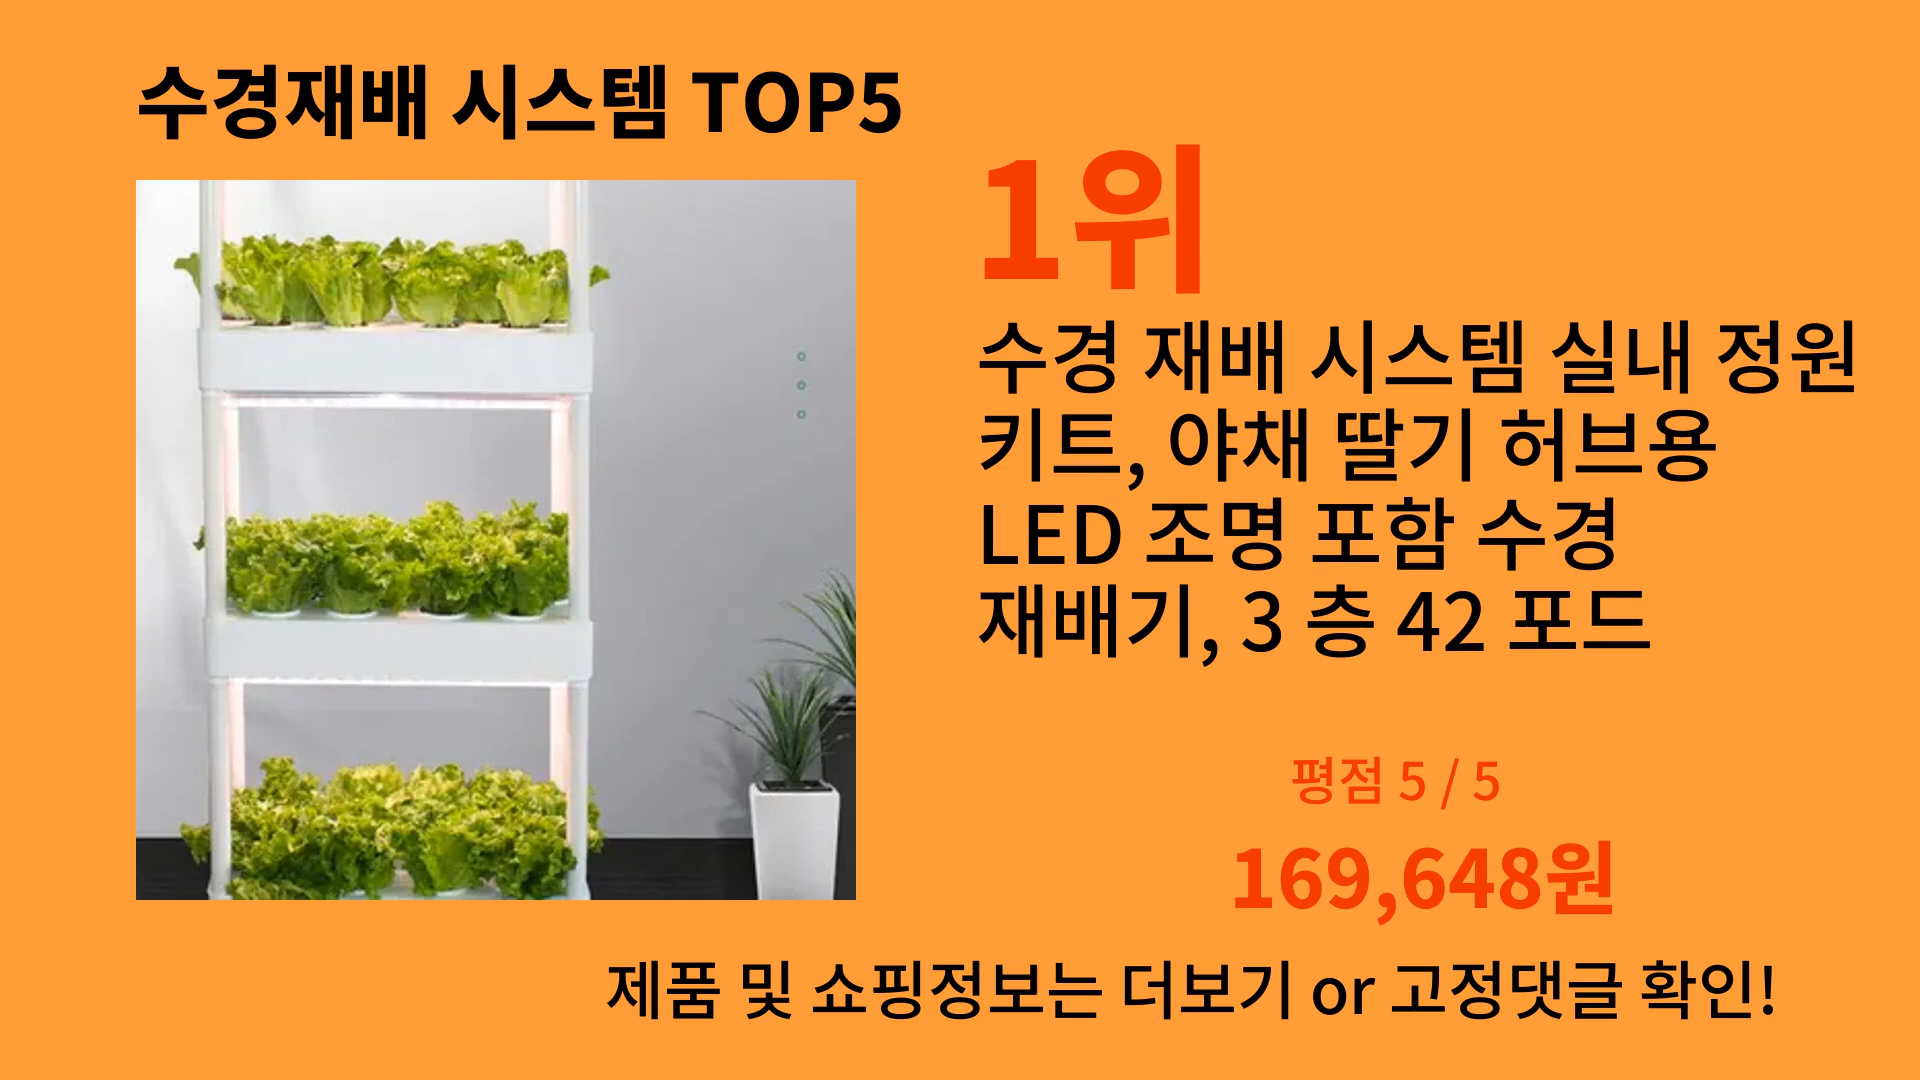 수경재배 시스템 TOP5
1위
수경 재배 시스템 실내 정원
키트, 야채 딸기 허브용
LED 조명 포함 수경
재배기, 3 층 42 포드
평점 5 / 5
169,648원
제품 및 쇼핑정보는 더보기 or 고정댓글 확인!